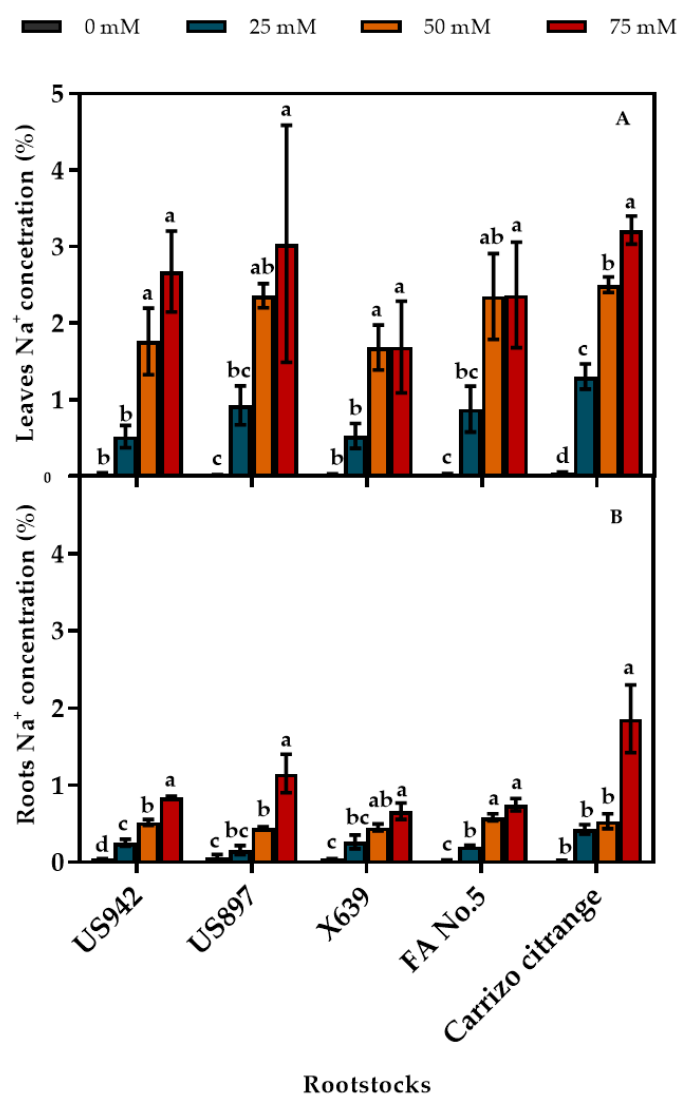 0 mM 25 mM 50 mM 75 mM
Leaves Na+ concetration (%)
5
4
3
2
1
0
A
b b a a
c bc ab a
b b a a
c bc ab a
d c b a
Roots Na+ concentration (%)
4
3
2
1
0
B
d c b a
c bc b a
c bc ab a
c b a a
b b b a
US942 US897 X639 FA No.5 Carrizo citrange
Rootstocks